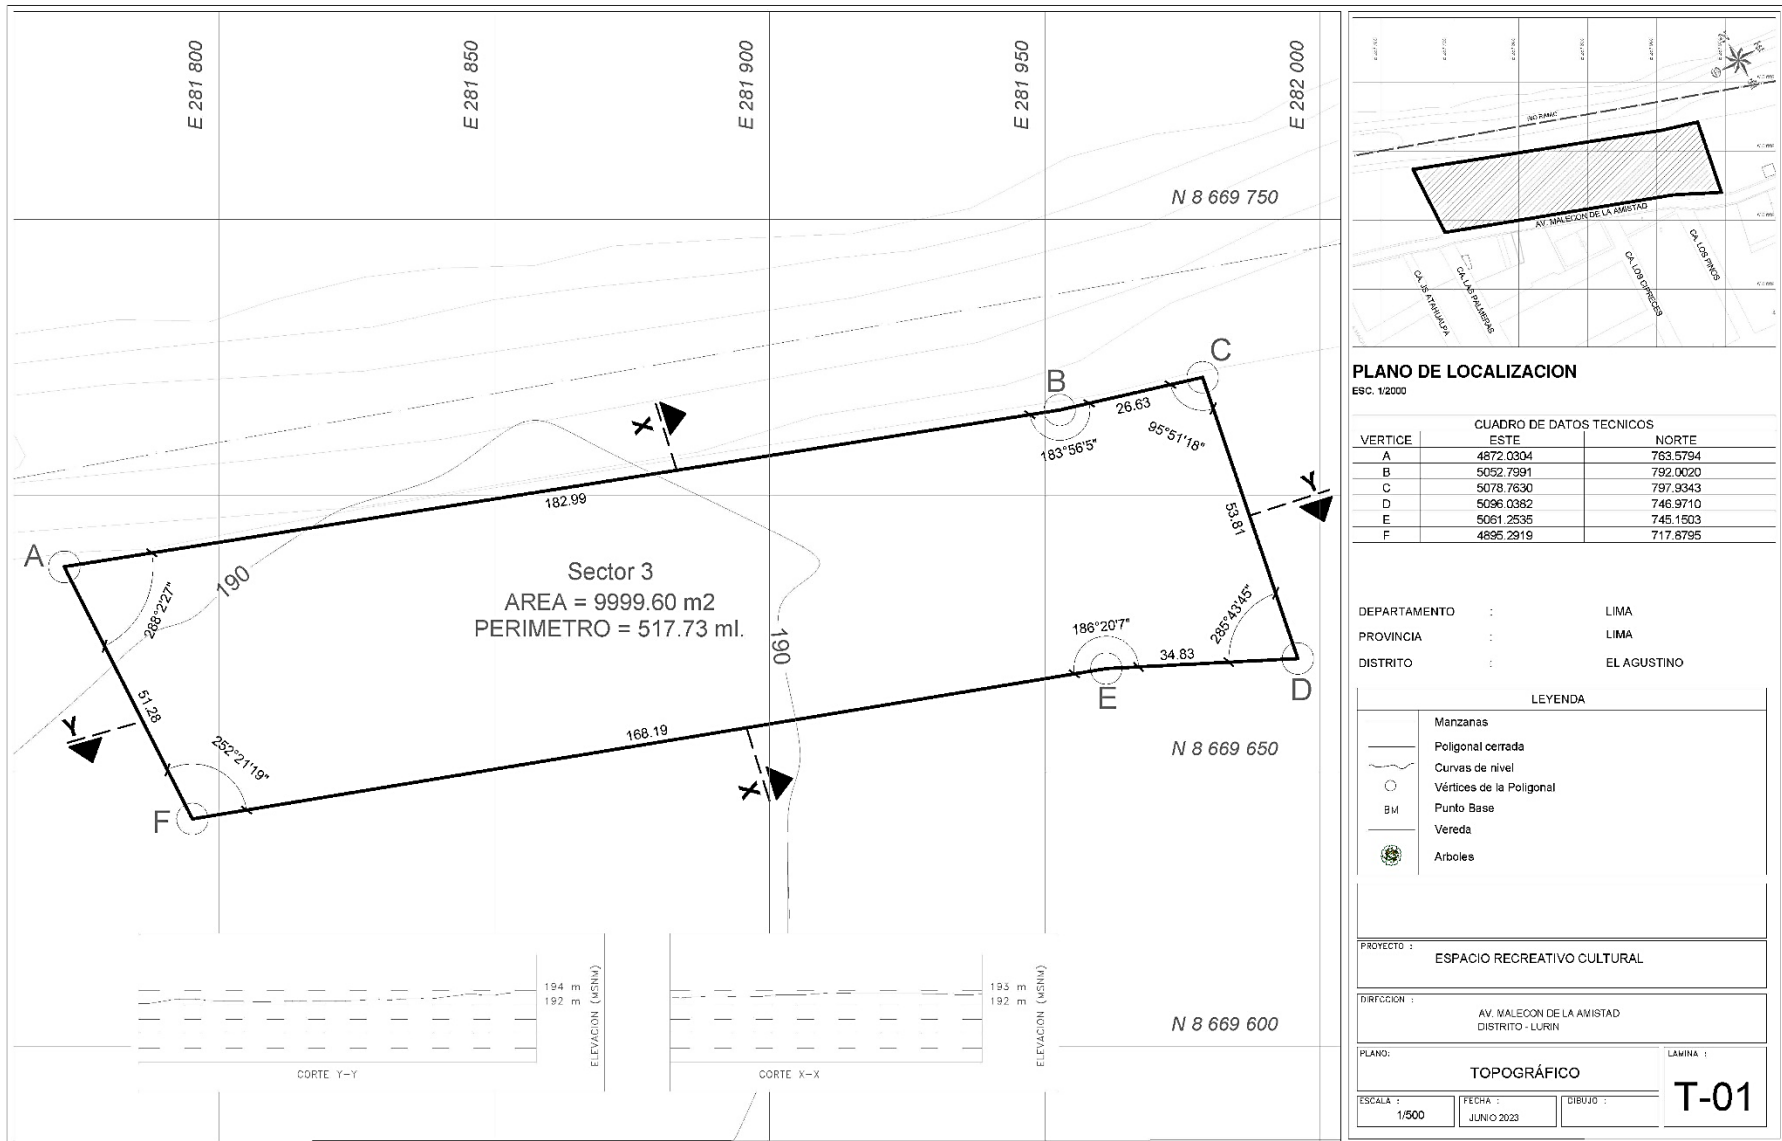 E 281 800
E 281 850
E 281 900
E 281 950
E 282 000
N 8 669 750
N 8 669 650
N 8 669 600
A
B
C
D
E
F
182.99
26.63
53.81
34.83
168.19
51.28
183°56'5"
95°51'18"
285°43'45"
186°20'7"
252°21'19"
288°2'27"
X
X
Y
Y
190
190
Sector 3
AREA = 9999.60 m2
PERIMETRO = 517.73 ml.
194 m
192 m
ELEVACION (MSNM)
CORTE Y-Y
193 m
192 m
ELEVACION (MSNM)
CORTE X-X
RIO RIMAC
AV. MALECON DE LA AMISTAD
CA. JS ATAHUALPA
CA. LAS PALMERAS
CA. LOS CIPRECES
CA. LOS PINOS
PLANO DE LOCALIZACION
ESC. 1/2000
CUADRO DE DATOS TECNICOS
VERTICE ESTE NORTE
A 4872.0304 763.5794
B 5052.7991 792.0020
C 5078.7630 797.9343
D 5096.0362 746.9710
E 5061.2535 745.1503
F 4895.2919 717.8795
DEPARTAMENTO : LIMA
PROVINCIA : LIMA
DISTRITO : EL AGUSTINO
LEYENDA
Manzanas
Poligonal cerrada
Curvas de nivel
Vértices de la Poligonal
BM Punto Base
Vereda
Arboles
PROYECTO :
ESPACIO RECREATIVO CULTURAL
DIRECCION :
AV. MALECON DE LA AMISTAD
DISTRITO - LURIN
PLANO:
TOPOGRÁFICO
LAMINA :
T-01
ESCALA :
1/500
FECHA :
JUNIO 2023
DIBUJO :